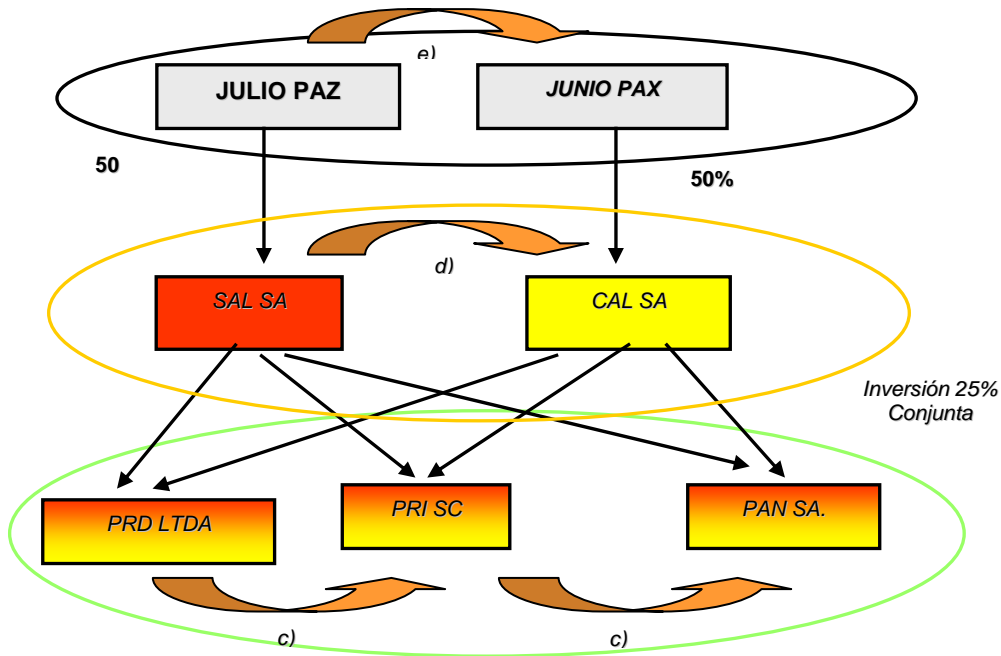 e)
JULIO PAZ
JUNIO PAX
50
50%
d)
SAL SA
CAL SA
Inversión 25%
Conjunta
PRD LTDA
PRI SC
PAN SA.
c)
c)